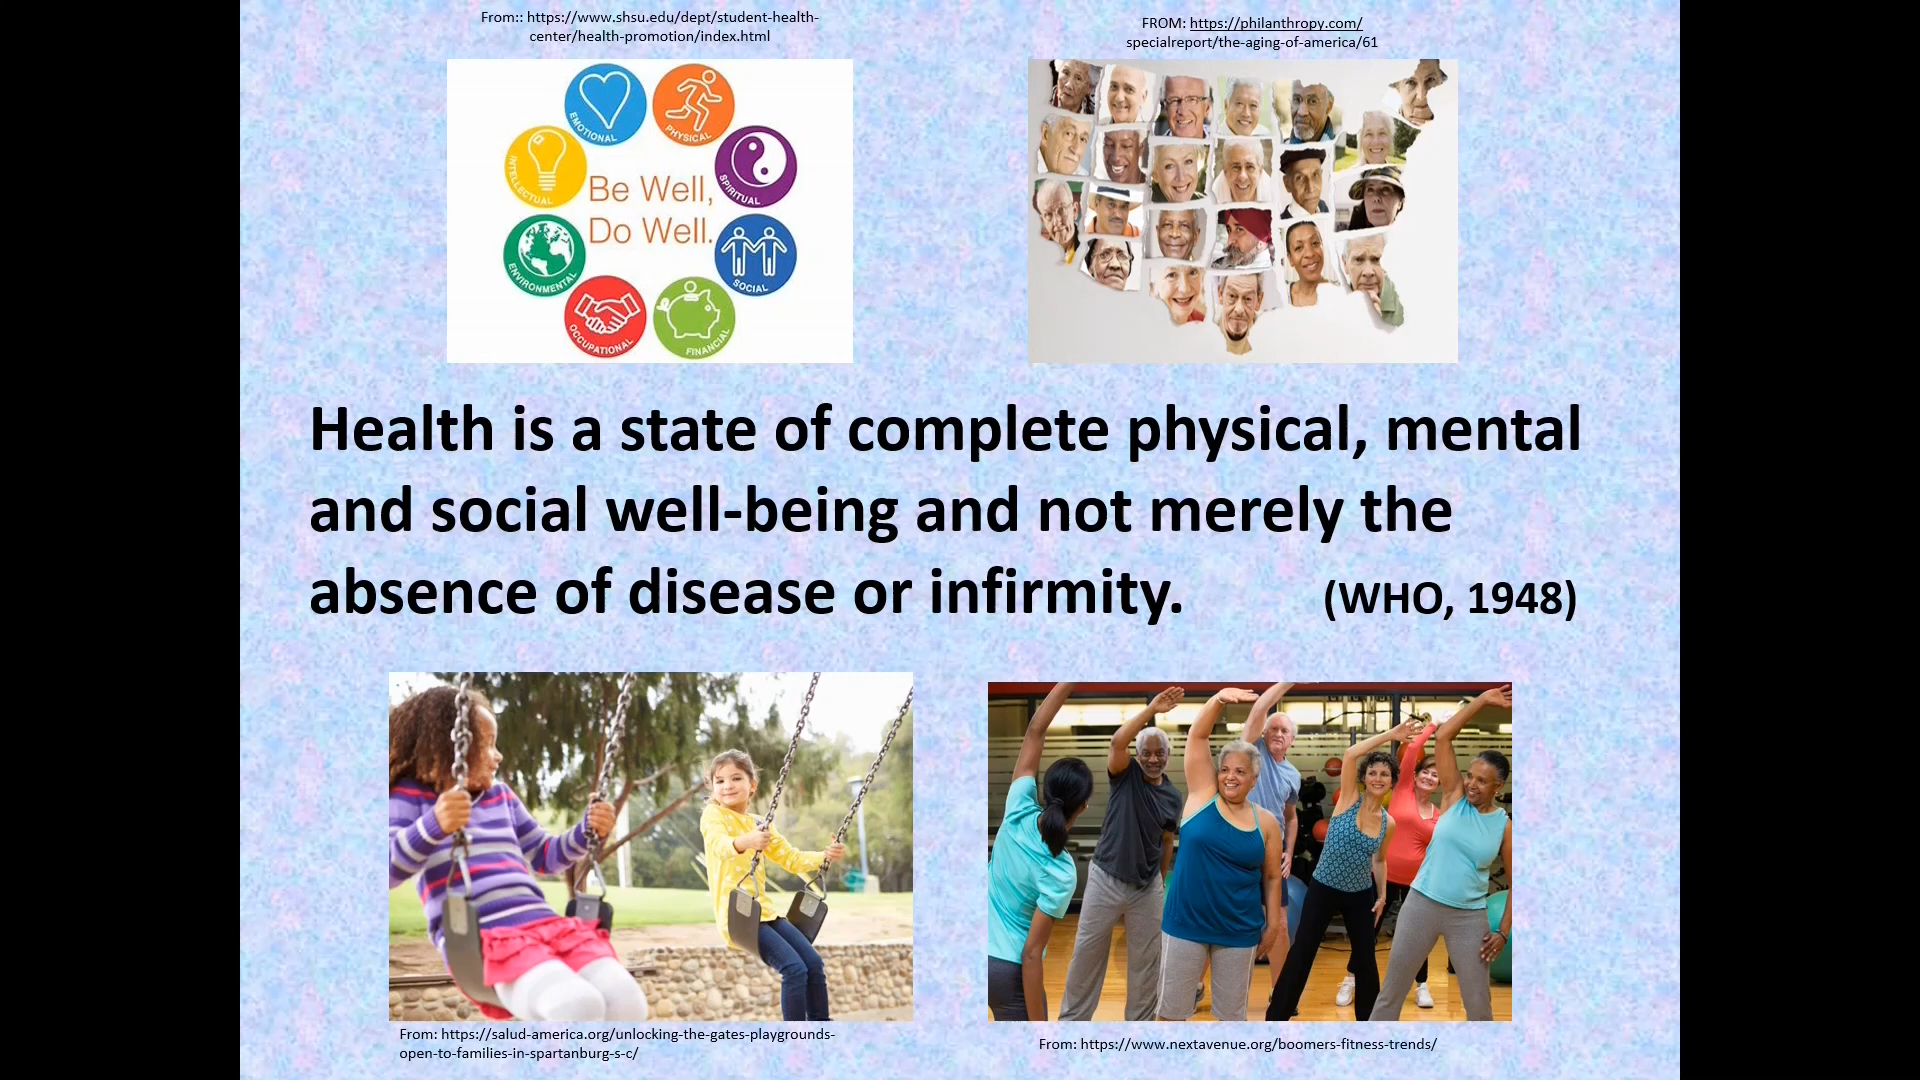 From:: https://www.shsu.edu/dept/student-health-
center/health-promotion/index.html
FROM: https://philanthropy.com/
specialreport/the-aging-of-america/61
EMOTIONAL
PHYSICAL
INTELLECTUAL
SPIRITUAL
Be Well,
Do Well.
ENVIRONMENTAL
SOCIAL
OCCUPATIONAL
FINANCIAL
Health is a state of complete physical, mental
and social well-being and not merely the
absence of disease or infirmity. (WHO, 1948)
From: https://salud-america.org/unlocking-the-gates-playgrounds-
open-to-families-in-spartanburg-s-c/
From: https://www.nextavenue.org/boomers-fitness-trends/